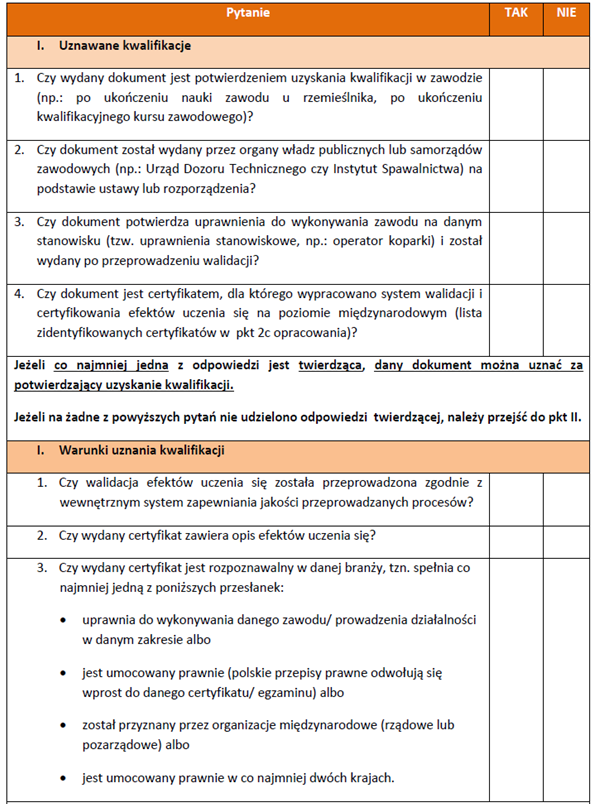 Pytanie TAK NIE
I. Uznawane kwalifikacje
1. Czy wydany dokument jest potwierdzeniem uzyskania kwalifikacji w zawodzie
(np.: po ukończeniu nauki zawodu u rzemieślnika, po ukończeniu
kwalifikacyjnego kursu zawodowego)?
2. Czy dokument został wydany przez organy władz publicznych lub samorządów
zawodowych (np.: Urząd Dozoru Technicznego czy Instytut Spawalnictwa) na
podstawie ustawy lub rozporządzenia?
3. Czy dokument potwierdza uprawnienia do wykonywania zawodu na danym
stanowisku (tzw. uprawnienia stanowiskowe, np.: operator koparki) i został
wydany po przeprowadzeniu walidacji?
4. Czy dokument jest certyfikatem, dla którego wypracowano system walidacji i
certyfikowania efektów uczenia się na poziomie międzynarodowym (lista
zidentyfikowanych certyfikatów w pkt 2c opracowania)?
Jeżeli co najmniej jedna z odpowiedzi jest twierdząca, dany dokument można uznać za
potwierdzający uzyskanie kwalifikacji.
Jeżeli na żadne z powyższych pytań nie udzielono odpowiedzi twierdzącej, należy przejść do pkt II.
I. Warunki uznania kwalifikacji
1. Czy walidacja efektów uczenia się została przeprowadzona zgodnie z
wewnętrznym system zapewniania jakości przeprowadzanych procesów?
2. Czy wydany certyfikat zawiera opis efektów uczenia się?
3. Czy wydany certyfikat jest rozpoznawalny w danej branży, tzn. spełnia co
najmniej jedną z poniższych przesłanek:
• uprawnia do wykonywania danego zawodu/ prowadzenia działalności
w danym zakresie albo
• jest umocowany prawnie (polskie przepisy prawne odwołują się
wprost do danego certyfikatu/ egzaminu) albo
• został przyznany przez organizacje międzynarodowe (rządowe lub
pozarządowe) albo
• jest umocowany prawnie w co najmniej dwóch krajach.